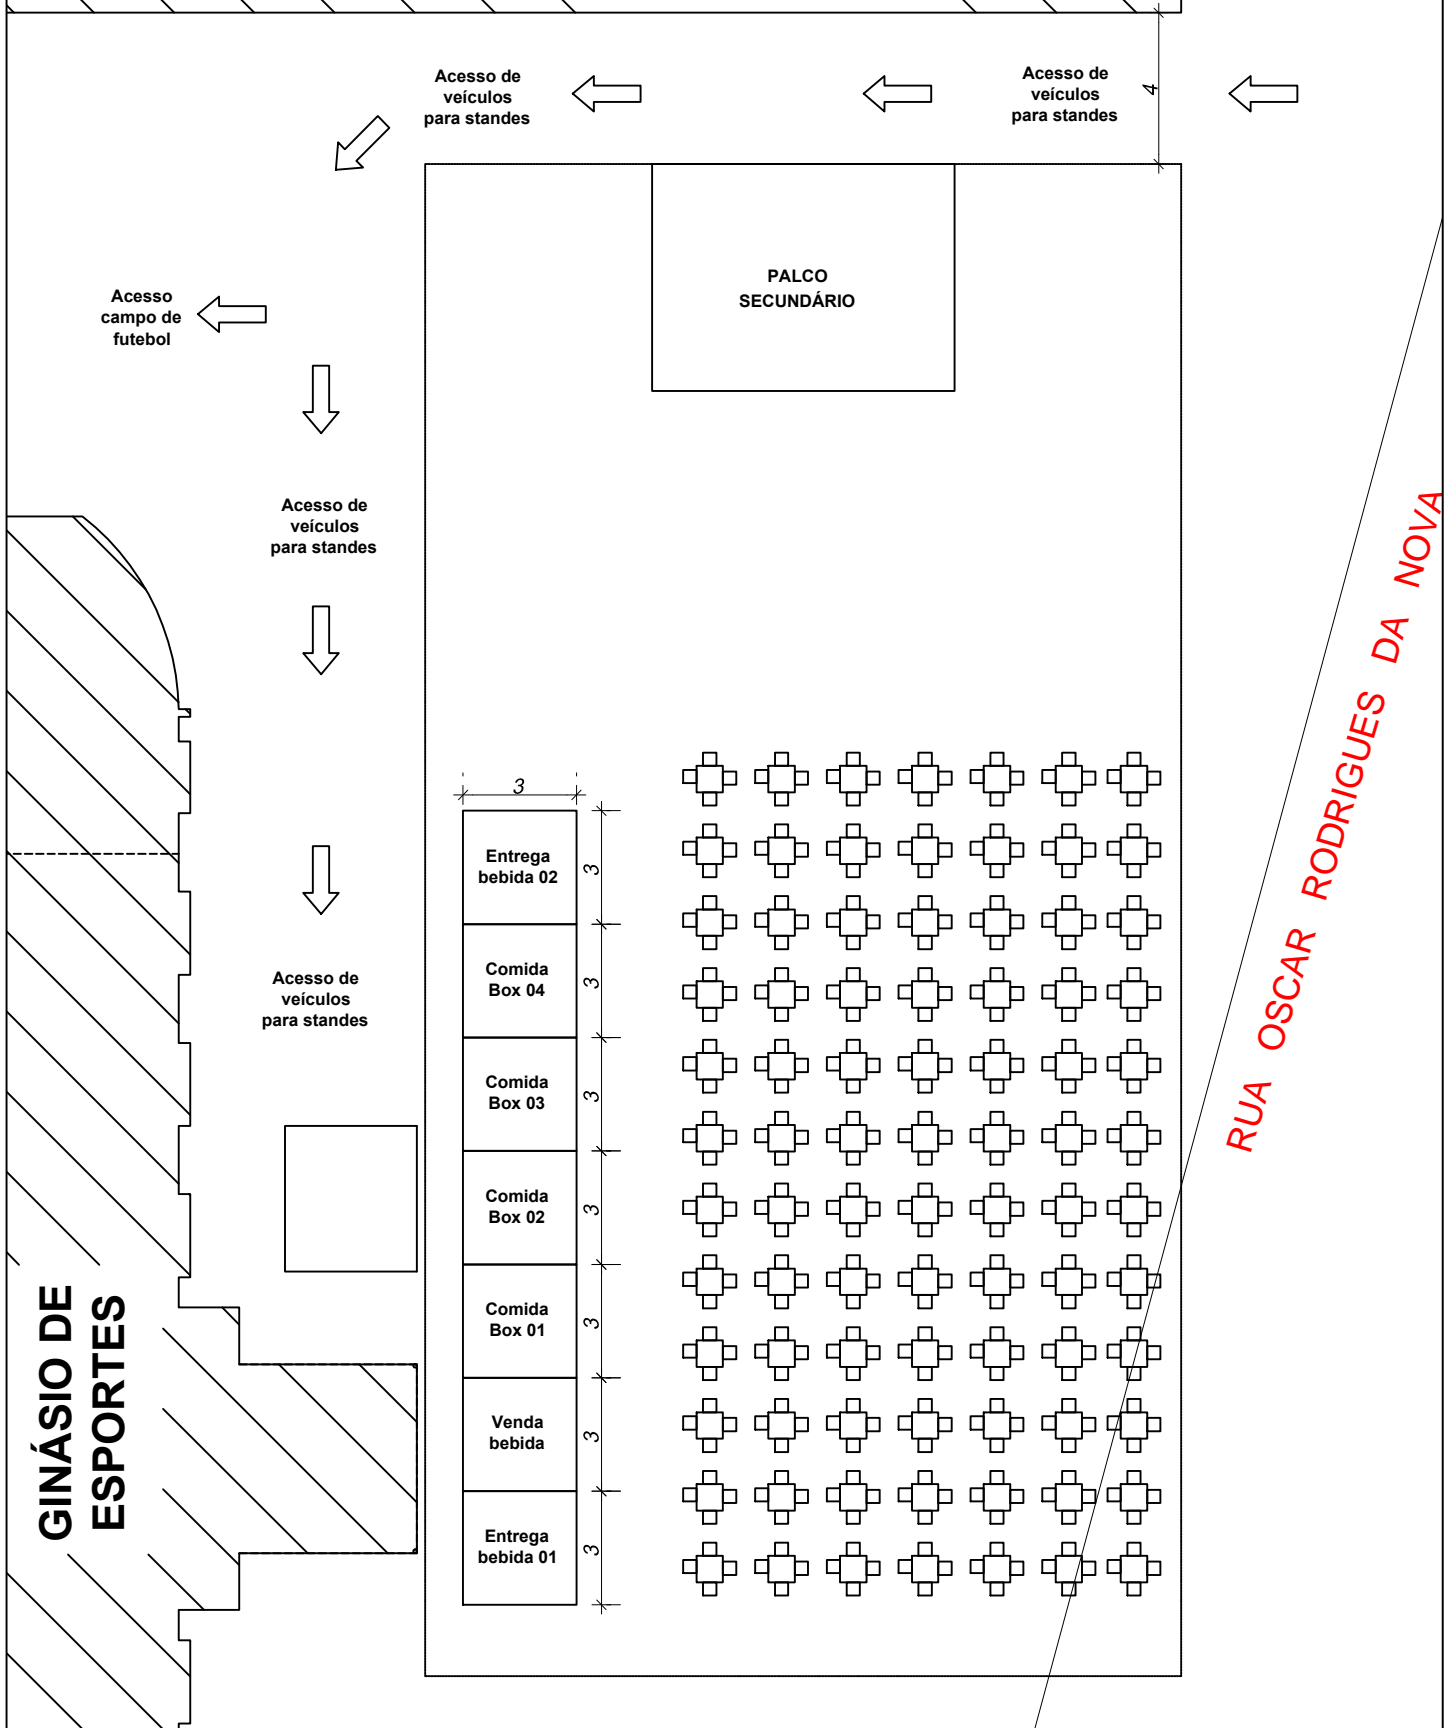 Acesso de
veículos
para standes
Acesso de
veículos
para standes
4
PALCO
SECUNDÁRIO
Acesso
campo de
futebol
Acesso de
veículos
para standes
RUA OSCAR RODRIGUES DA NOVA
3
Entrega
bebida 02
3
Comida
Box 04
3
Acesso de
veículos
para standes
Comida
Box 03
3
Comida
Box 02
3
Comida
Box 01
3
Venda
bebida
3
Entrega
bebida 01
3
GINÁSIO DE
ESPORTES